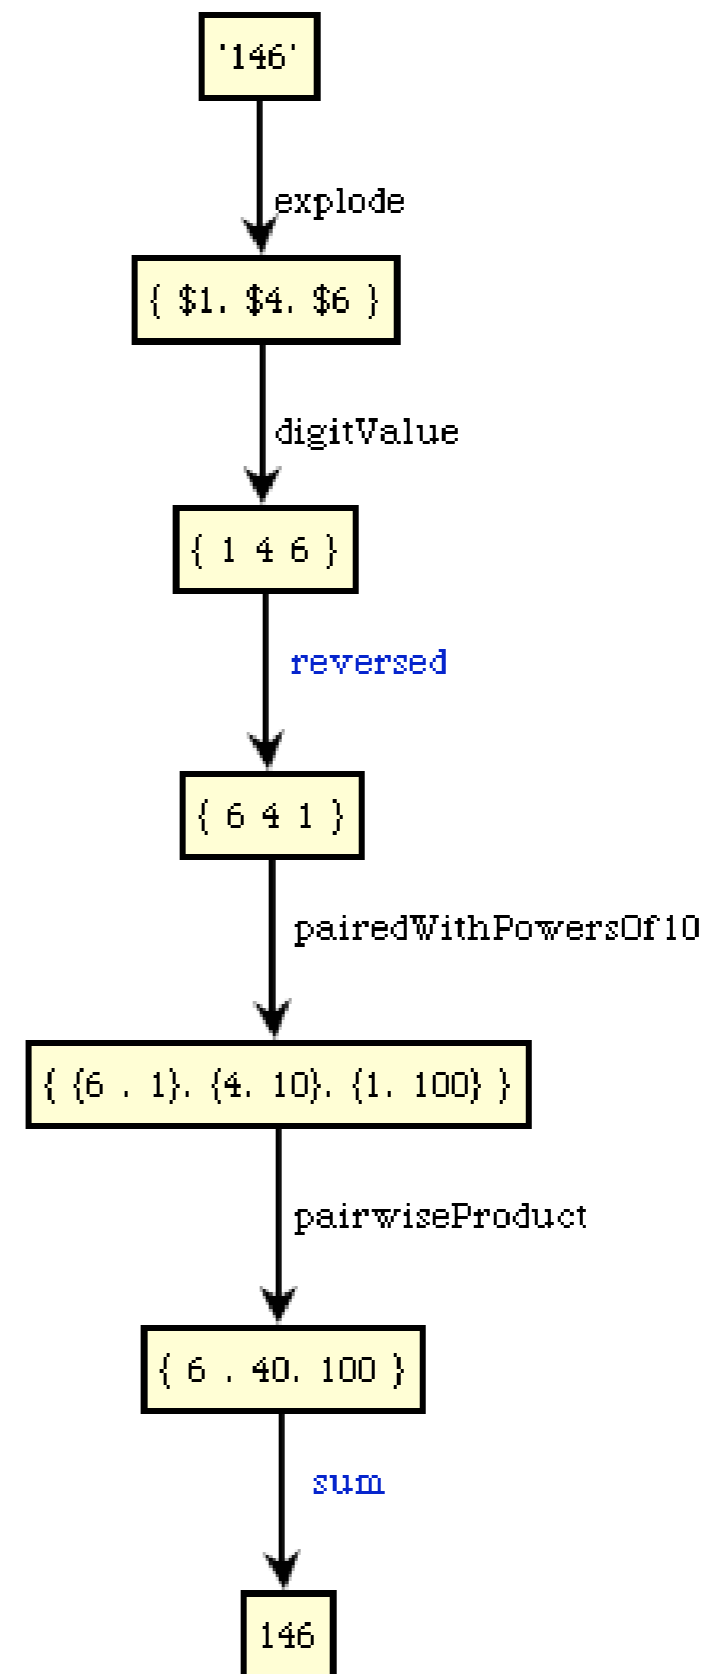 '146'
explode
{ $1. $4. $6 }
digitValue
{ 1 4 6 }
reversed
{ 6 4 1 }
pairedWithPowersOf10
{ {6 . 1}. {4. 10}. {1. 100} }
pairwiseProduct
{ 6 . 40. 100 }
sum
146